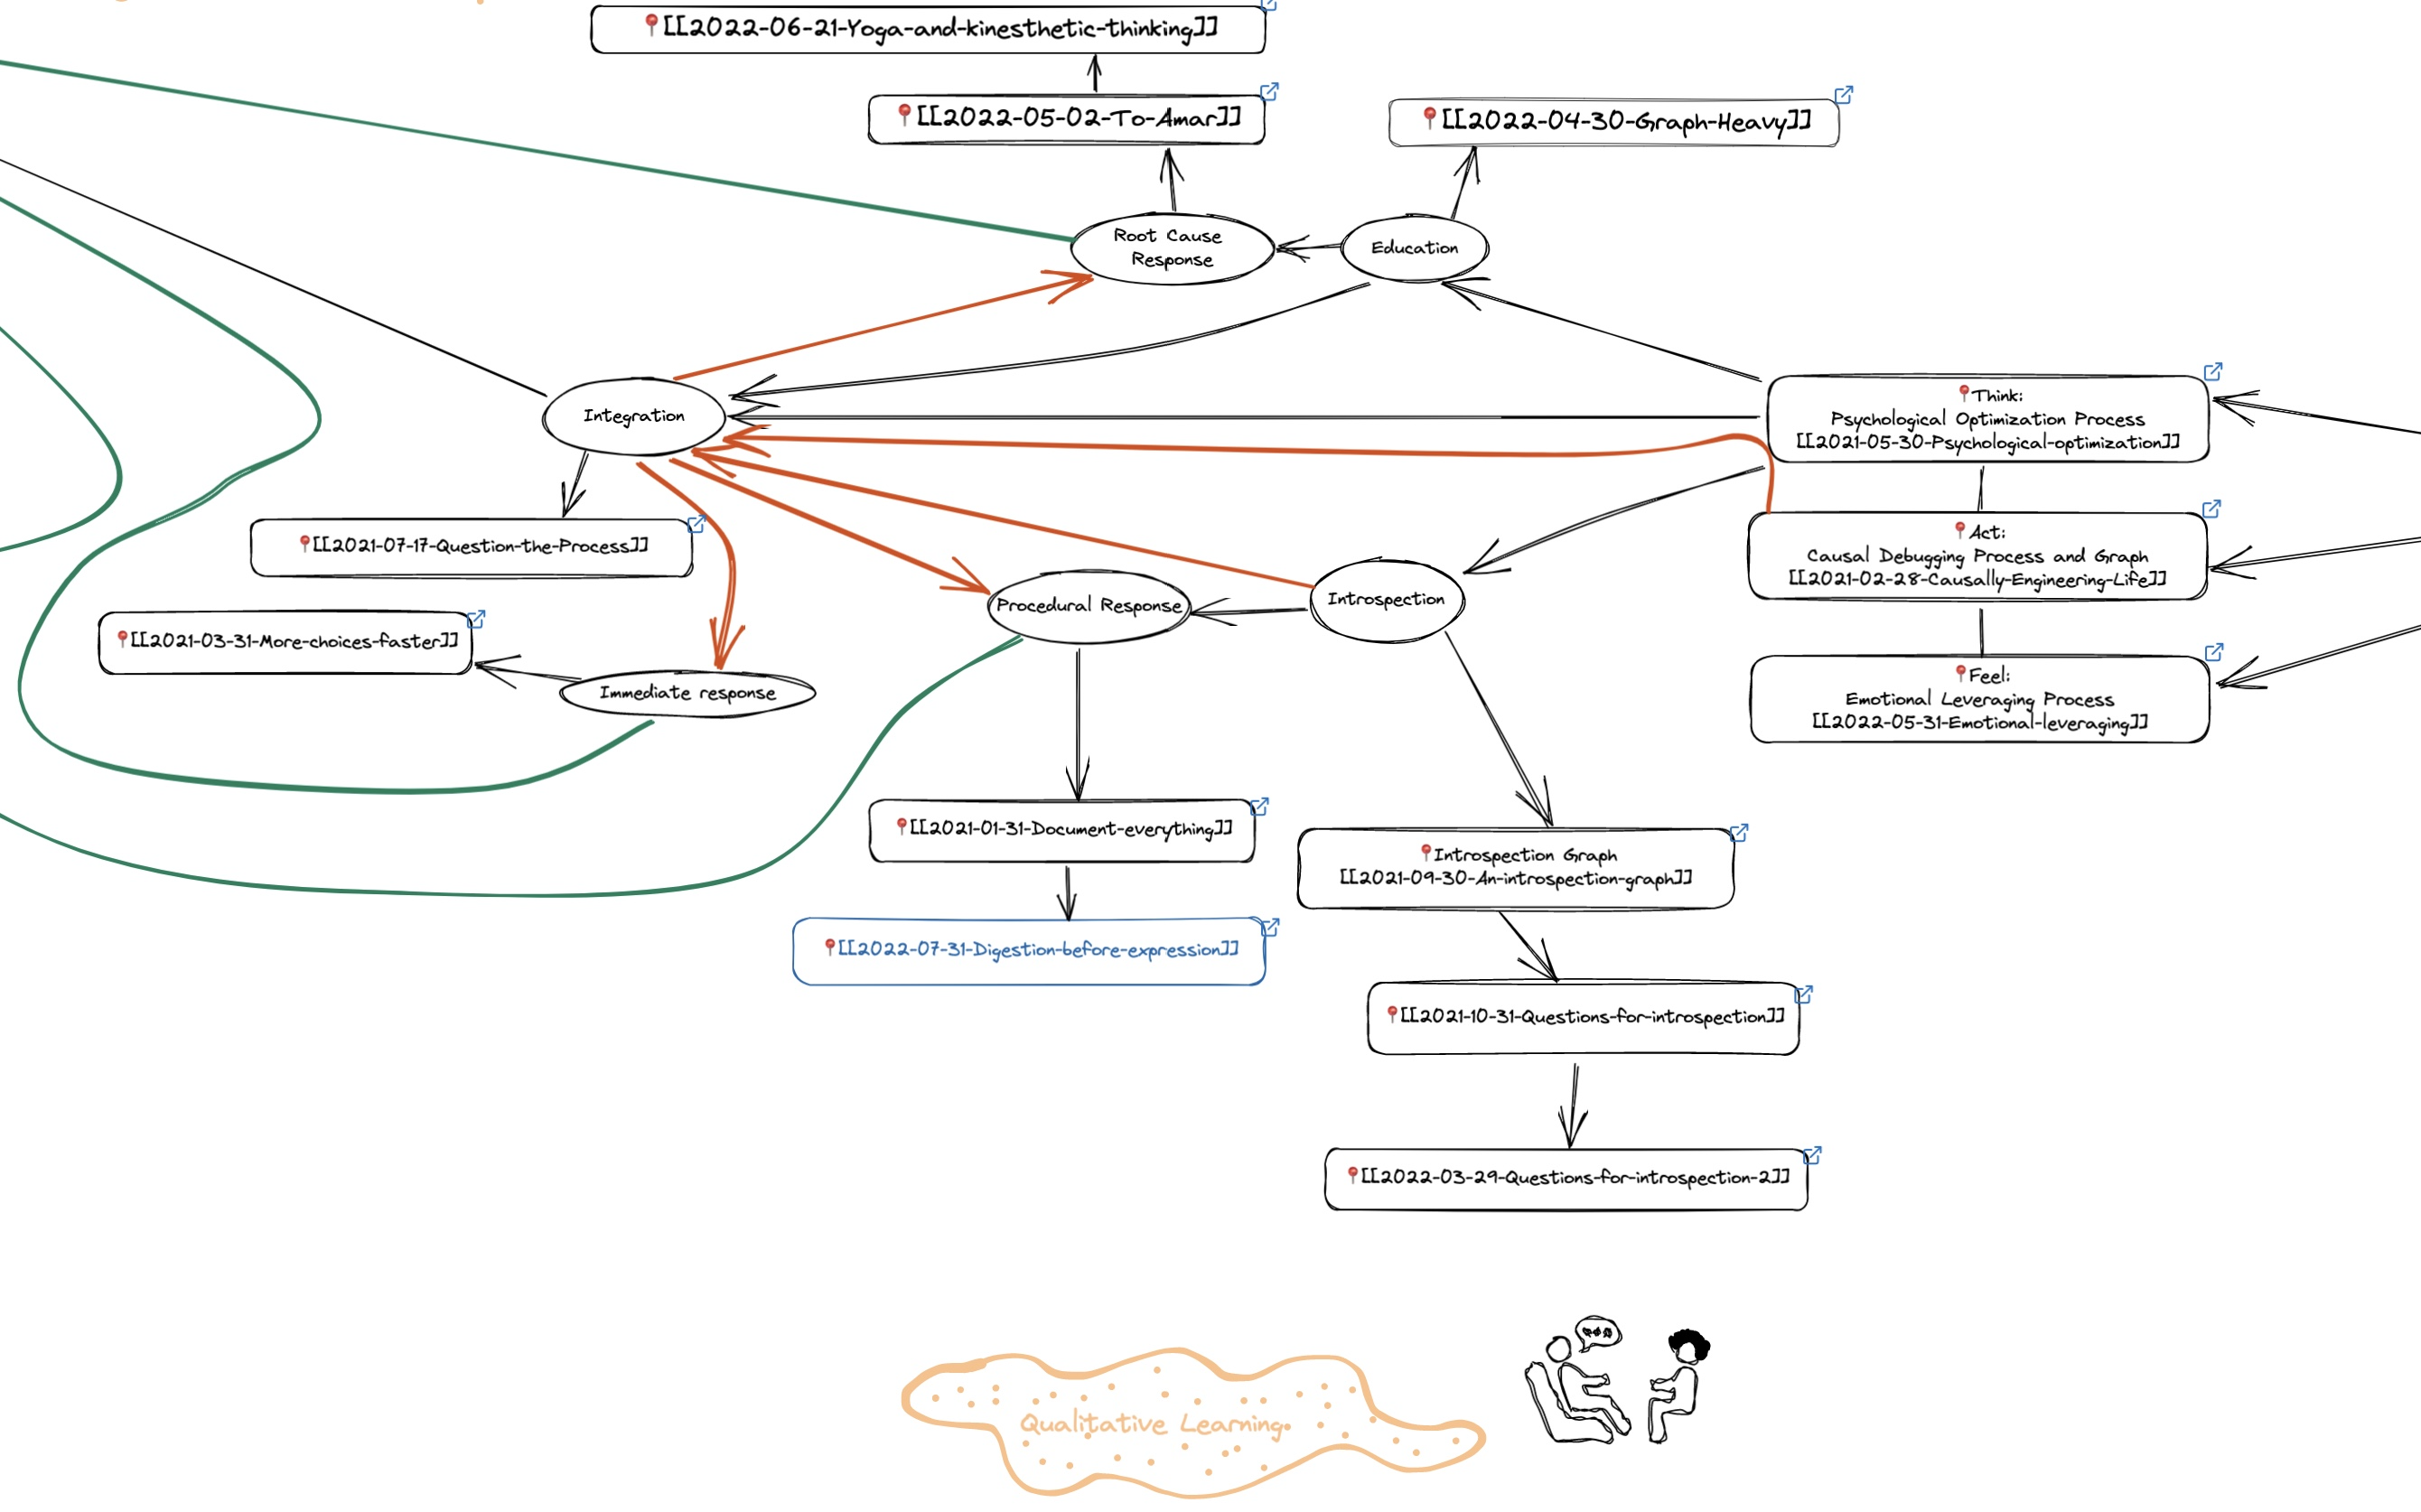 📍[[2022-06-21-Yoga-and-kinesthetic-thinking]]
📍[[2022-05-02-To-Amar]]
📍[[2022-04-30-Graph-Heavy]]
Root Cause
Response
Education
Integration
📍Think:
Psychological Optimization Process
[[2021-05-30-Psychological-optimization]]
📍[[2021-07-17-Question-the-Process]]
📍Act:
Causal Debugging Process and Graph
[[2021-02-28-Causally-Engineering-Life]]
Procedural Response
Introspection
📍[[2021-03-31-More-choices-faster]]
Immediate response
📍Feel:
Emotional Leveraging Process
[[2022-05-31-Emotional-leveraging]]
📍[[2021-01-31-Document-everything]]
📍Introspection Graph
[[2021-09-30-An-introspection-graph]]
📍[[2022-07-31-Digestion-before-expression]]
📍[[2021-10-31-Questions-for-introspection]]
📍[[2022-03-29-Questions-for-introspection-2]]
Qualitative Learning